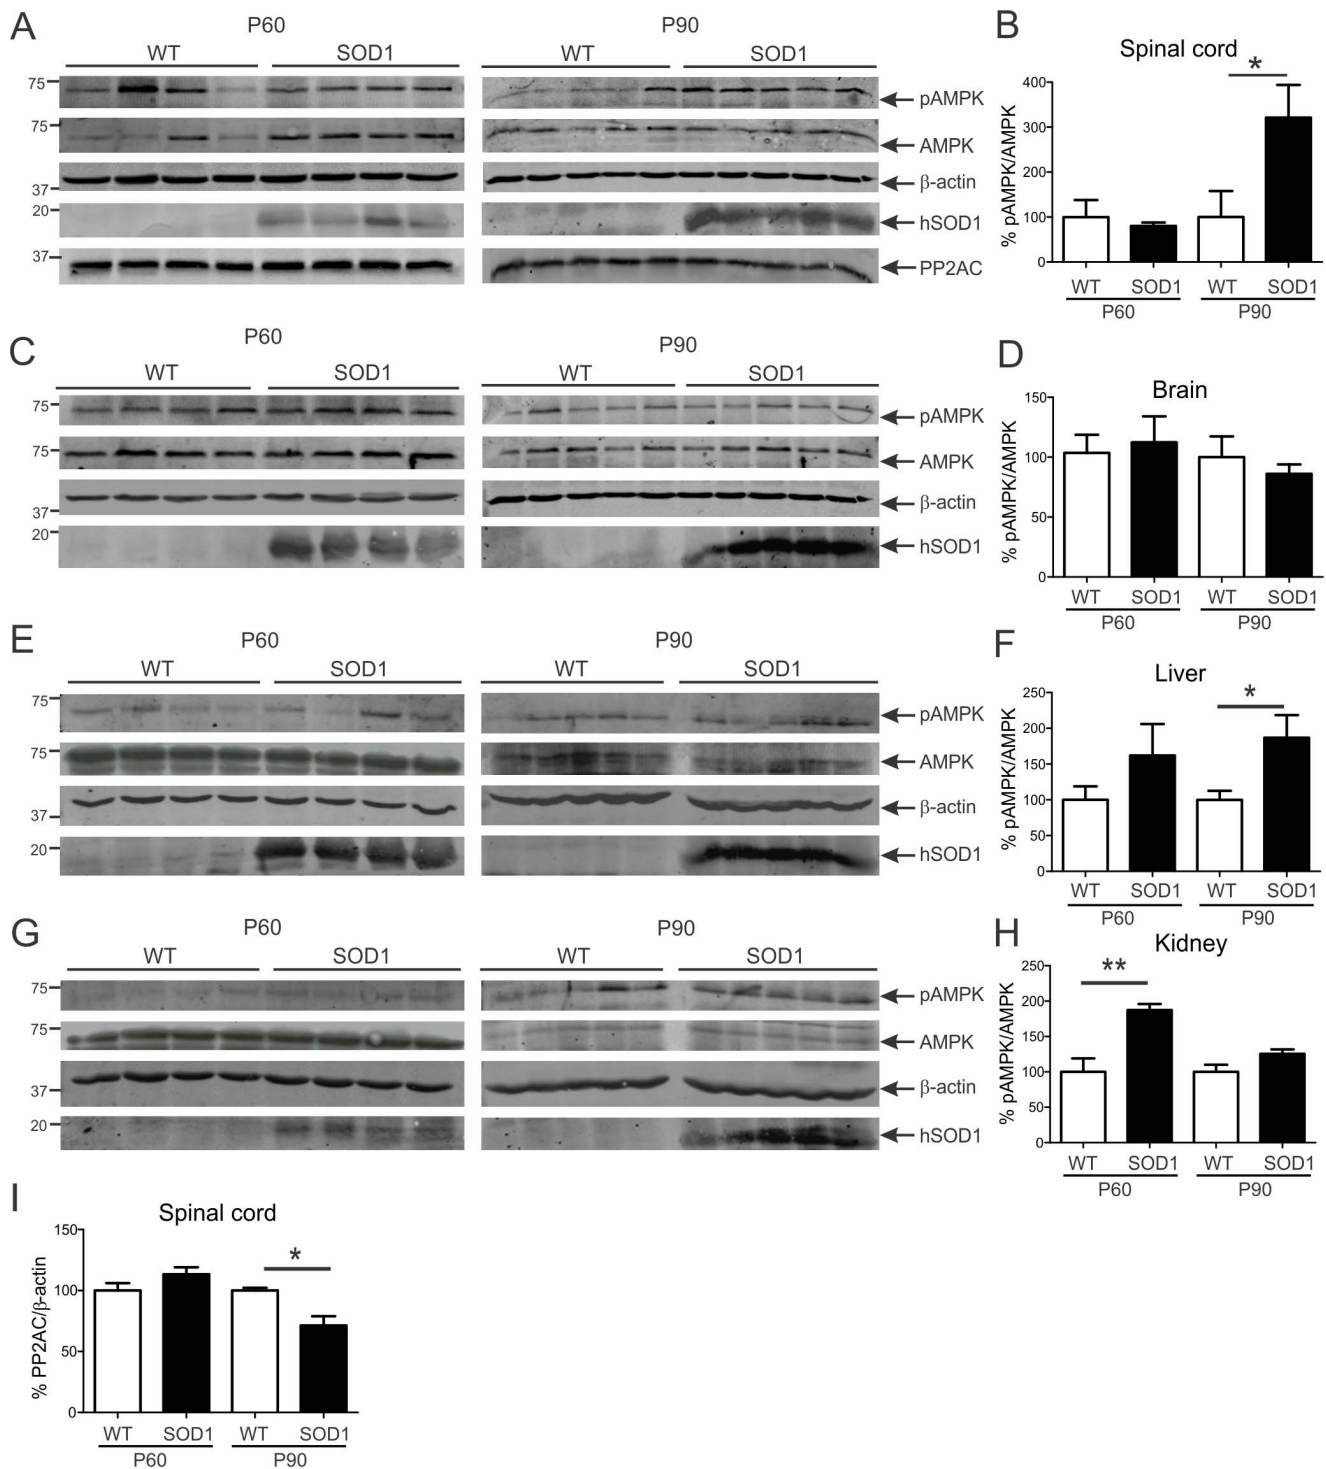 A
P60
P90
WT
SOD1
WT
SOD1
75
pAMPK
75
AMPK
37
β-actin
20
hSOD1
37
PP2AC
B
Spinal cord
*
% pAMPK/AMPK
400
300
200
100
0
WT
SOD1
WT
SOD1
P60
P90
C
P60
P90
WT
SOD1
WT
SOD1
75
pAMPK
75
AMPK
37
β-actin
20
hSOD1
D
Brain
% pAMPK/AMPK
150
100
50
0
WT
SOD1
WT
SOD1
P60
P90
E
P60
P90
WT
SOD1
WT
SOD1
75
pAMPK
75
AMPK
37
β-actin
20
hSOD1
F
Liver
*
% pAMPK/AMPK
250
200
150
100
50
0
WT
SOD1
WT
SOD1
P60
P90
G
P60
P90
WT
SOD1
WT
SOD1
75
pAMPK
75
AMPK
37
β-actin
20
hSOD1
H
Kidney
**
% pAMPK/AMPK
250
200
150
100
50
0
WT
SOD1
WT
SOD1
P60
P90
I
Spinal cord
*
% PP2AC/β-actin
150
100
50
0
WT
SOD1
WT
SOD1
P60
P90